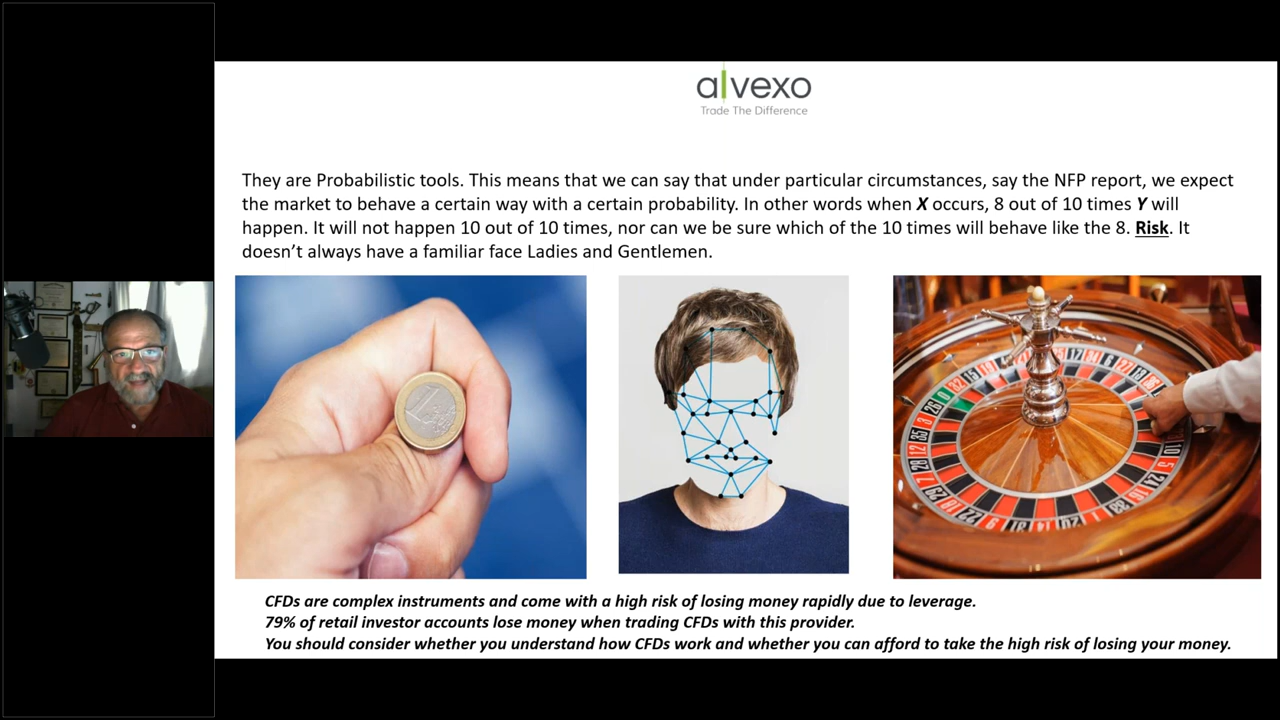 alvexo
Trade The Difference
They are Probabilistic tools. This means that we can say that under particular circumstances, say the NFP report, we expect
the market to behave a certain way with a certain probability. In other words when X occurs, 8 out of 10 times Y will
happen. It will not happen 10 out of 10 times, nor can we be sure which of the 10 times will behave like the 8. Risk. It
doesn’t always have a familiar face Ladies and Gentlemen.
CFDs are complex instruments and come with a high risk of losing money rapidly due to leverage.
79% of retail investor accounts lose money when trading CFDs with this provider.
You should consider whether you understand how CFDs work and whether you can afford to take the high risk of losing your money.